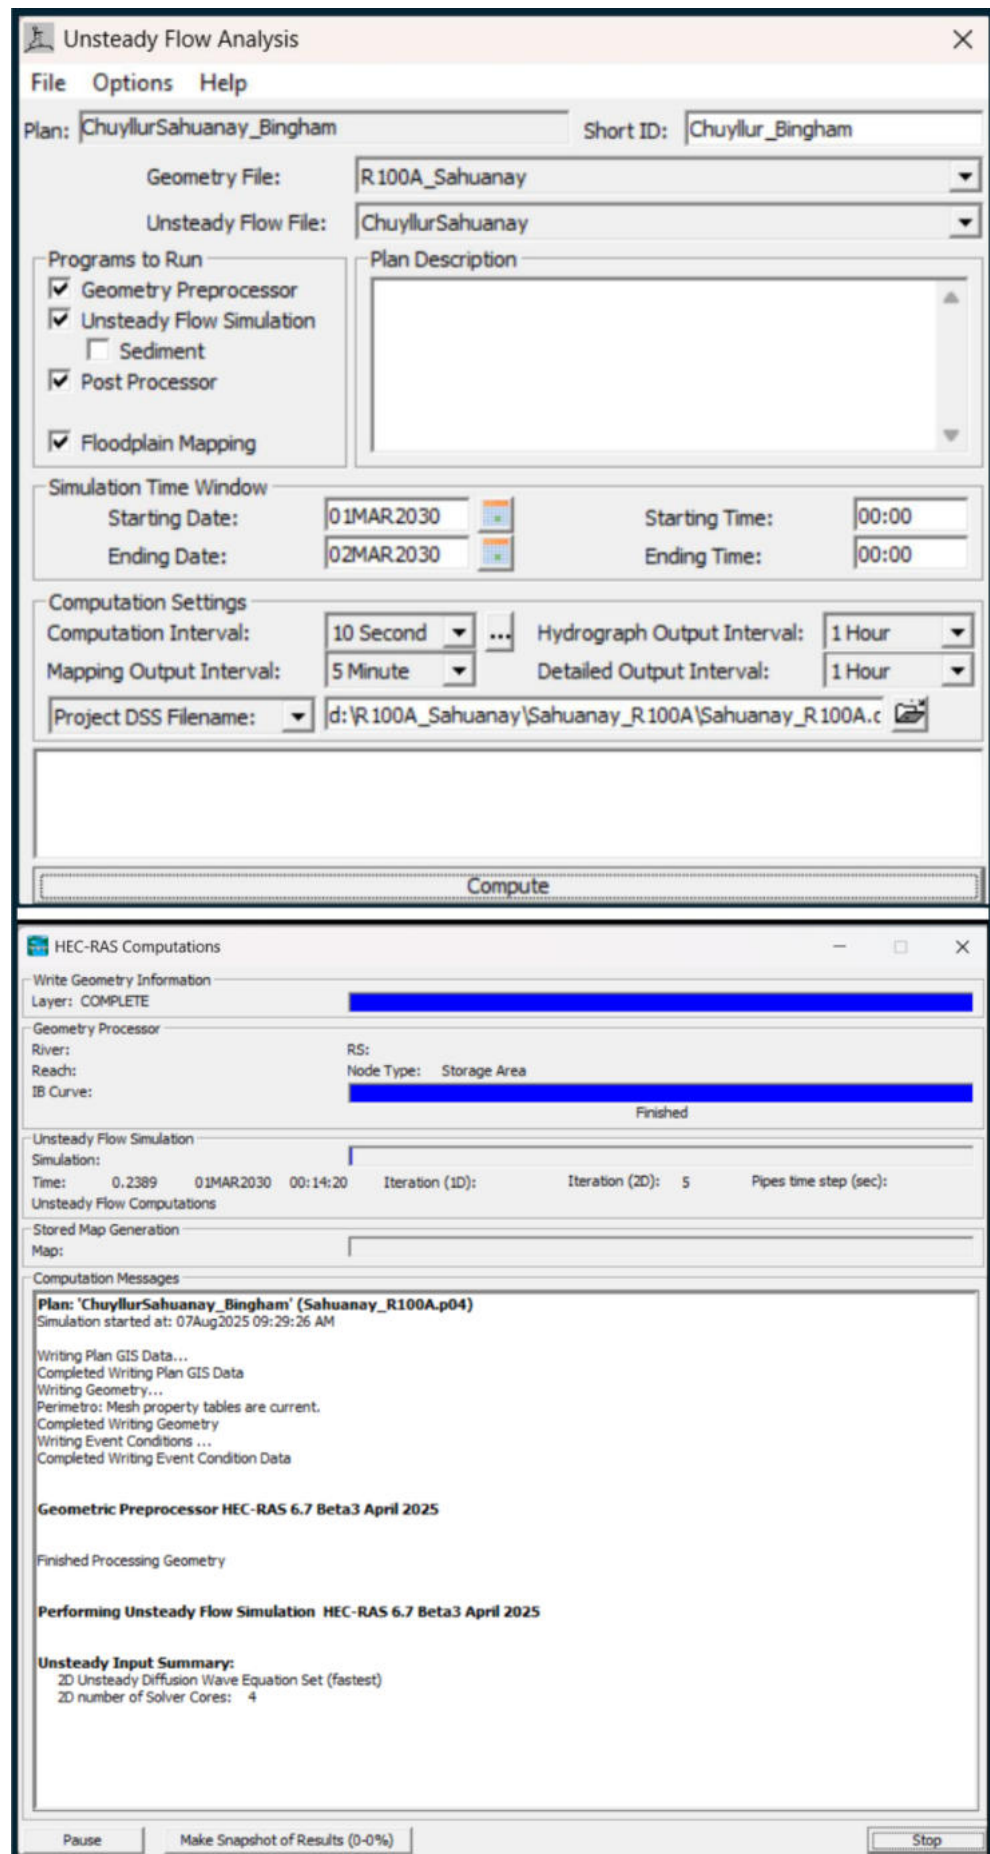 Unsteady Flow Analysis
File Options Help
Plan: ChuyllurSahuanay_Bingham Short ID: Chuyllur_Bingham
Geometry File: R100A_Sahuanay
Unsteady Flow File: ChuyllurSahuanay
Programs to Run Plan Description
Geometry Preprocessor
Unsteady Flow Simulation
Sediment
Post Processor
Floodplain Mapping
Simulation Time Window
Starting Date: 01MAR2030 Starting Time: 00:00
Ending Date: 02MAR2030 Ending Time: 00:00
Computation Settings
Computation Interval: 10 Second ... Hydrograph Output Interval: 1 Hour
Mapping Output Interval: 5 Minute Detailed Output Interval: 1 Hour
Project DSS Filename: d:\R100A_Sahuanay\Sahuanay_R100A\Sahuanay_R100A.c
Compute
HEC-RAS Computations
Write Geometry Information
Layer: COMPLETE
Geometry Processor
River: RS:
Reach: Node Type: Storage Area
IB Curve:
Finished
Unsteady Flow Simulation
Simulation:
Time: 0.2389 01MAR2030 00:14:20 Iteration (1D): Iteration (2D): 5 Pipes time step (sec):
Unsteady Flow Computations
Stored Map Generation
Map:
Computation Messages
Plan: 'ChuyllurSahuanay_Bingham' (Sahuanay_R100A.p04)
Simulation started at: 07Aug2025 09:29:26 AM
Writing Plan GIS Data...
Completed Writing Plan GIS Data
Writing Geometry...
Perimetro: Mesh property tables are current.
Completed Writing Geometry
Writing Event Conditions ...
Completed Writing Event Condition Data
Geometric Preprocessor HEC-RAS 6.7 Beta3 April 2025
Finished Processing Geometry
Performing Unsteady Flow Simulation HEC-RAS 6.7 Beta3 April 2025
Unsteady Input Summary:
2D Unsteady Diffusion Wave Equation Set (fastest)
2D number of Solver Cores: 4
Pause Make Snapshot of Results (0-0%) Stop